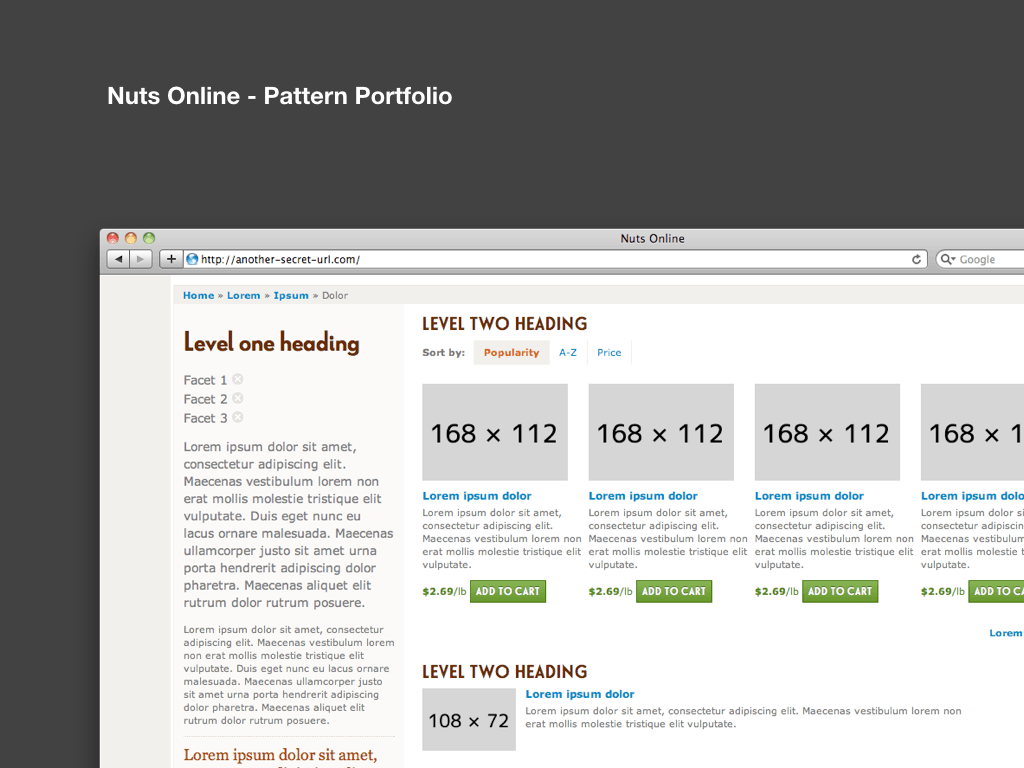 Nuts Online - Pattern Portfolio
Nuts Online
http://another-secret-url.com/
Google
Home » Lorem » Ipsum » Dolor
Level one heading
Facet 1
Facet 2
Facet 3
Lorem ipsum dolor sit amet,
consectetur adipiscing elit.
Maecenas vestibulum lorem non
erat mollis molestie tristique elit
vulputate. Duis eget nunc eu
lacus ornare malesuada. Maecenas
ullamcorper justo sit amet urna
porta hendrerit adipiscing dolor
pharetra. Maecenas aliquet elit
rutrum dolor rutrum posuere.
Lorem ipsum dolor sit amet, consectetur
adipiscing elit. Maecenas vestibulum lorem
non erat mollis molestie tristique elit
vulputate. Duis eget nunc eu lacus ornare
malesuada. Maecenas ullamcorper justo
sit amet urna porta hendrerit adipiscing
dolor pharetra. Maecenas aliquet elit
rutrum dolor rutrum posuere.
Lorem ipsum dolor sit amet,
LEVEL TWO HEADING
Sort by: Popularity A-Z Price
168 × 112
Lorem ipsum dolor
Lorem ipsum dolor sit amet,
consectetur adipiscing elit.
Maecenas vestibulum lorem non
erat mollis molestie tristique elit
vulputate.
$2.69/lb ADD TO CART
168 × 112
Lorem ipsum dolor
Lorem ipsum dolor sit amet,
consectetur adipiscing elit.
Maecenas vestibulum lorem non
erat mollis molestie tristique elit
vulputate.
$2.69/lb ADD TO CART
168 × 112
Lorem ipsum dolor
Lorem ipsum dolor sit amet,
consectetur adipiscing elit.
Maecenas vestibulum lorem non
erat mollis molestie tristique elit
vulputate.
$2.69/lb ADD TO CART
168 × 1
Lorem ipsum dolo
Lorem ipsum dolor si
consectetur adipiscin
Maecenas vestibulum
erat mollis molestie t
vulputate.
$2.69/lb ADD TO CA
Lorem
LEVEL TWO HEADING
108 × 72
Lorem ipsum dolor
Lorem ipsum dolor sit amet, consectetur adipiscing elit. Maecenas vestibulum lorem non
erat mollis molestie tristique elit vulputate.